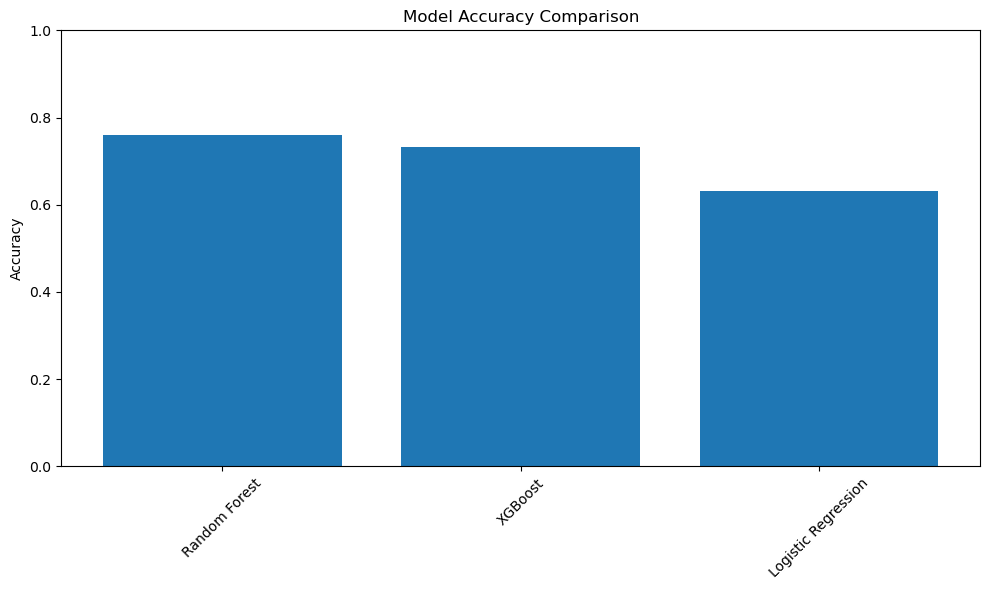 Model Accuracy Comparison
1.0
0.8
0.6
0.4
0.2
0.0
Accuracy
Random Forest
XGBoost
Logistic Regression